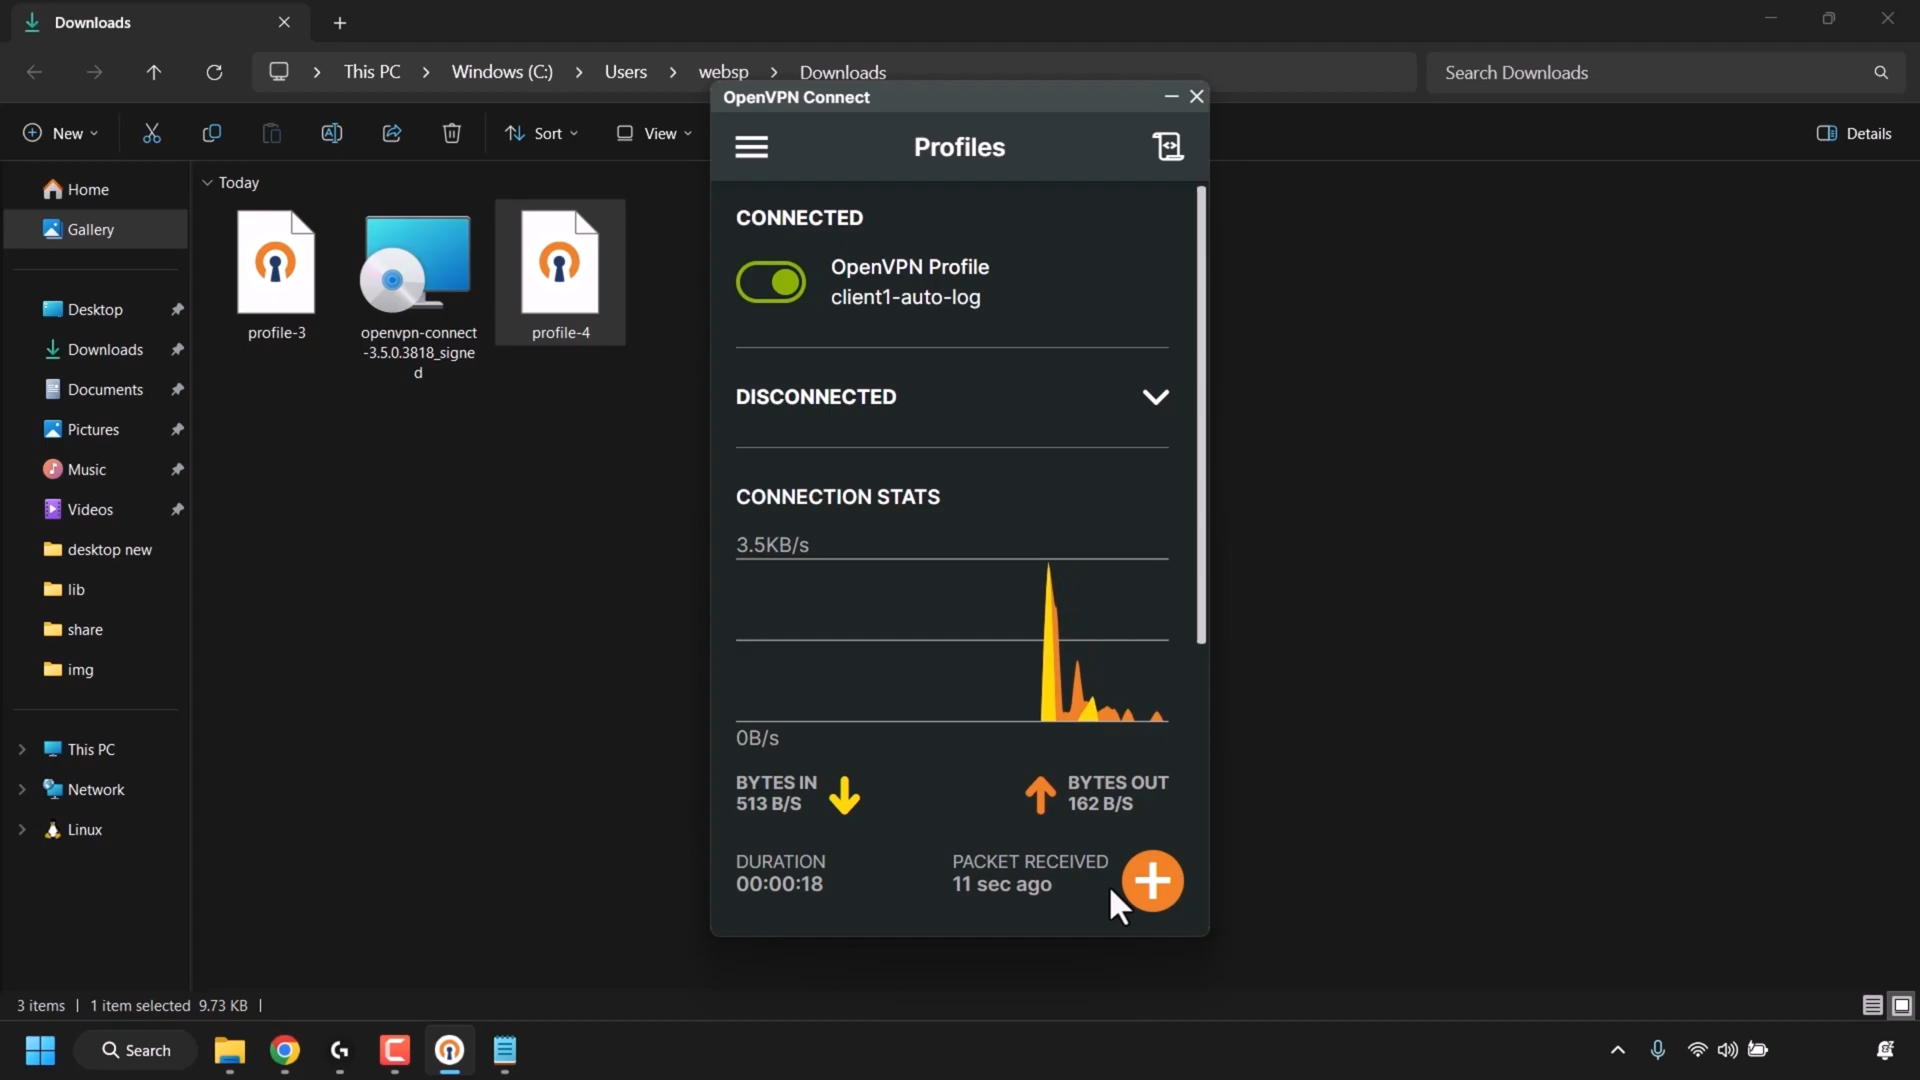 Downloads
This PC
Windows (C:)
Users
websp
Downloads
Search Downloads
New
Sort
View
Details
Home
Gallery
Desktop
Downloads
Documents
Pictures
Music
Videos
desktop new
lib
share
img
This PC
Network
Linux
Today
profile-3
openvpn-connect
-3.5.0.3818_signe
d
profile-4
OpenVPN Connect
Profiles
CONNECTED
OpenVPN Profile
client1-auto-log
DISCONNECTED
CONNECTION STATS
3.5KB/s
0B/s
BYTES IN
513 B/S
BYTES OUT
162 B/S
DURATION
00:00:18
PACKET RECEIVED
11 sec ago
3 items
1 item selected 9.73 KB
Search